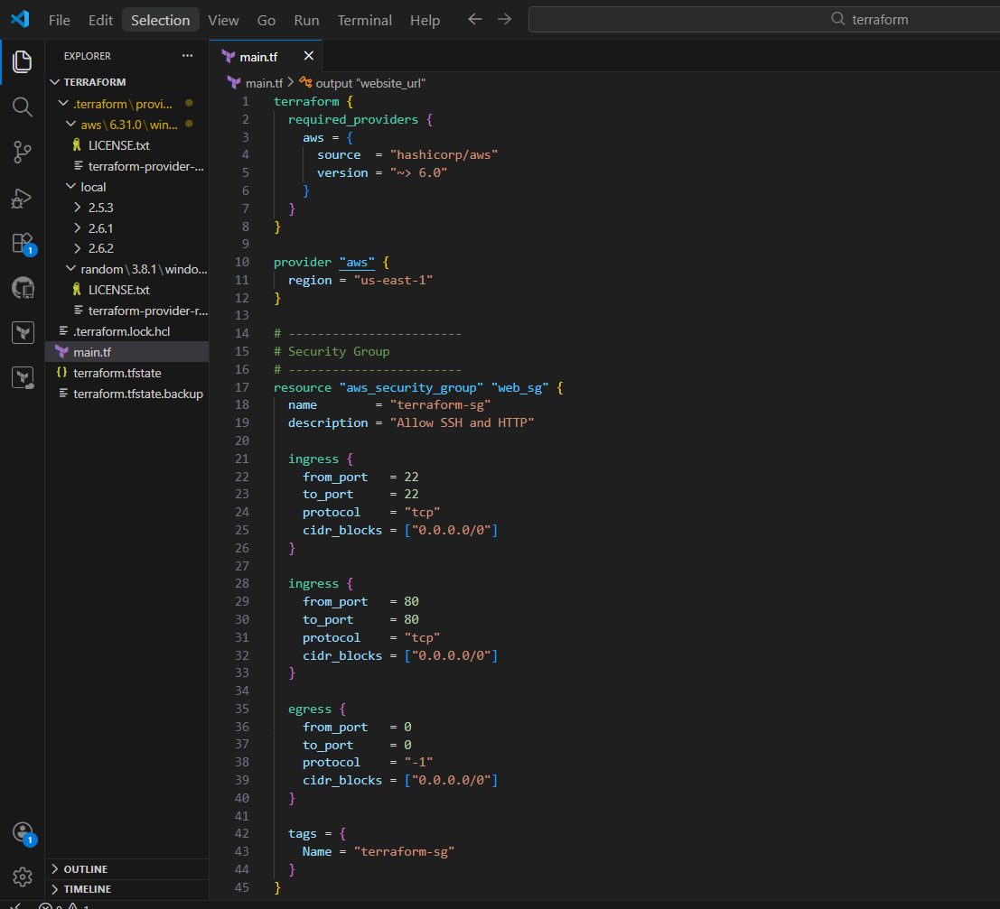 File Edit Selection View Go Run Terminal Help
terraform
EXPLORER
TERRAFORM
.terraform\provi...
aws\6.31.0\win...
LICENSE.txt
terraform-provider-...
local
2.5.3
2.6.1
2.6.2
random\3.8.1\windo...
LICENSE.txt
terraform-provider-r...
.terraform.lock.hcl
main.tf
terraform.tfstate
terraform.tfstate.backup
OUTLINE
TIMELINE
1
1
main.tf
main.tf > output "website_url"
1 terraform {
2   required_providers {
3     aws = {
4       source  = "hashicorp/aws"
5       version = "~> 6.0"
6     }
7   }
8 }
9
10 provider "aws" {
11   region = "us-east-1"
12 }
13
14 # ------------------------
15 # Security Group
16 # ------------------------
17 resource "aws_security_group" "web_sg" {
18   name        = "terraform-sg"
19   description = "Allow SSH and HTTP"
20
21   ingress {
22     from_port   = 22
23     to_port     = 22
24     protocol    = "tcp"
25     cidr_blocks = ["0.0.0.0/0"]
26   }
27
28   ingress {
29     from_port   = 80
30     to_port     = 80
31     protocol    = "tcp"
32     cidr_blocks = ["0.0.0.0/0"]
33   }
34
35   egress {
36     from_port   = 0
37     to_port     = 0
38     protocol    = "-1"
39     cidr_blocks = ["0.0.0.0/0"]
40   }
41
42   tags = {
43     Name = "terraform-sg"
44   }
45 }